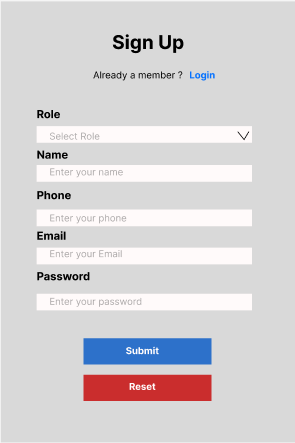 Sign Up
Already a member ? Login
Role
Select Role
Name
Enter your name
Phone
Enter your phone
Email
Enter your Email
Password
Enter your password
Submit
Reset